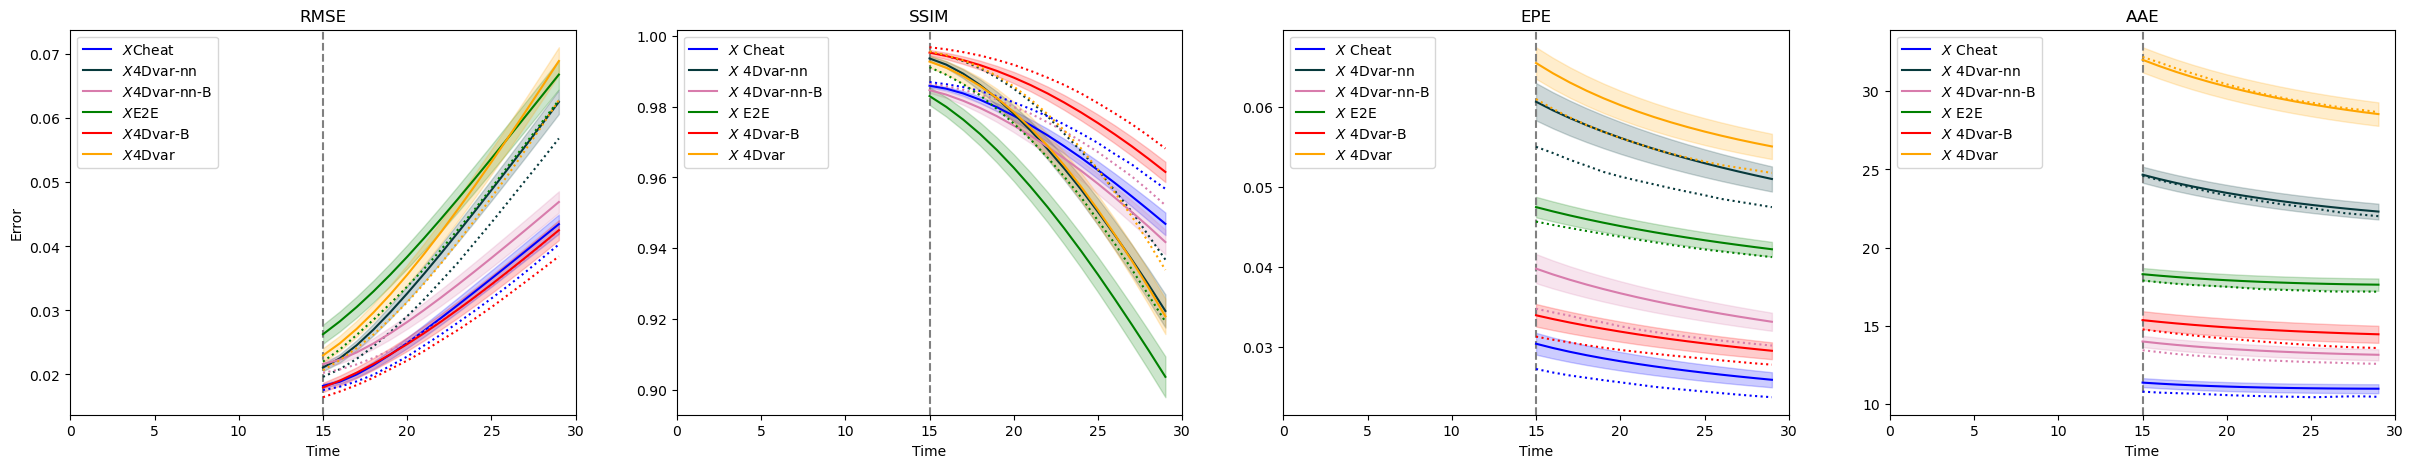 RMSE
0.07
0.06
0.05
0.04
0.03
0.02
Error
XCheat
X4Dvar-nn
X4Dvar-nn-B
XE2E
X4Dvar-B
X4Dvar
0 5 10 15 20 25 30
Time
SSIM
1.00
0.98
0.96
0.94
0.92
0.90
X Cheat
X 4Dvar-nn
X 4Dvar-nn-B
X E2E
X 4Dvar-B
X 4Dvar
0 5 10 15 20 25 30
Time
EPE
0.06
0.05
0.04
0.03
X Cheat
X 4Dvar-nn
X 4Dvar-nn-B
X E2E
X 4Dvar-B
X 4Dvar
0 5 10 15 20 25 30
Time
AAE
30
25
20
15
10
X Cheat
X 4Dvar-nn
X 4Dvar-nn-B
X E2E
X 4Dvar-B
X 4Dvar
0 5 10 15 20 25 30
Time